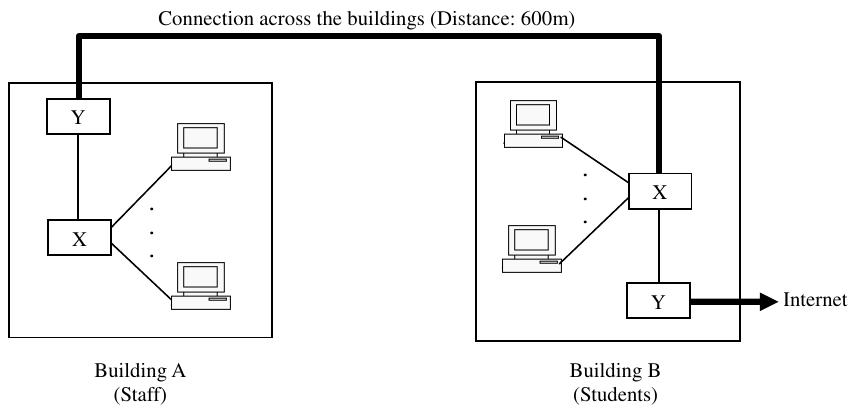 Connection across the buildings (Distance: 600m)
Y
X
X
Y
Internet
Building A
(Staff)
Building B
(Students)